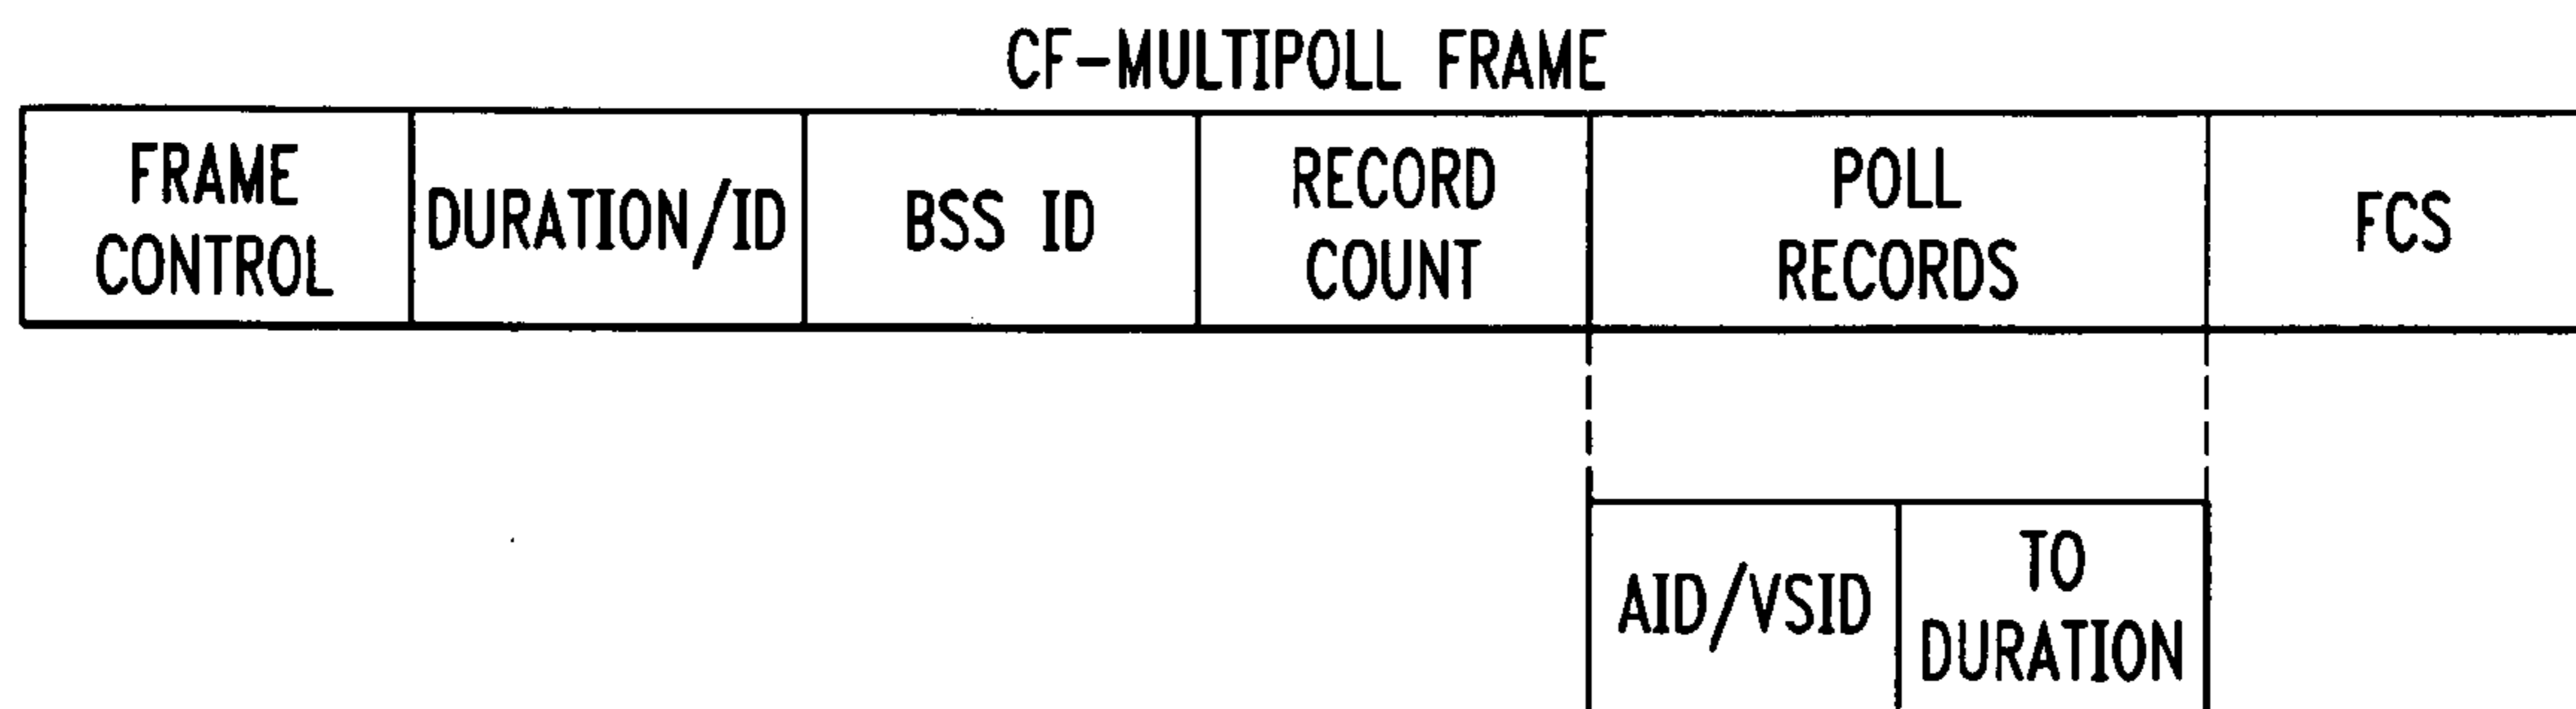 CF-MULTIPOLL FRAME
FRAME
CONTROL
DURATION/ID
BSS ID
RECORD
COUNT
POLL
RECORDS
FCS
AID/VSID
TO
DURATION